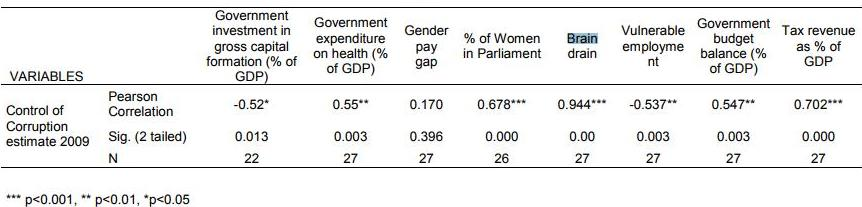 VARIABLES Government investment in gross capital formation (% of GDP) Government expenditure on health (% of GDP) Gender pay gap % of Women in Parliament Brain drain Vulnerable employme nt Government budget balance (% of GDP) Tax revenue as % of GDP
Control of Corruption estimate 2009 Pearson Correlation -0.52* 0.55** 0.170 0.678*** 0.944*** -0.537** 0.547** 0.702***
Sig. (2 tailed) 0.013 0.003 0.396 0.000 0.00 0.003 0.003 0.000
N 22 27 27 26 27 27 27 27
*** p<0.001, ** p<0.01, *p<0.05